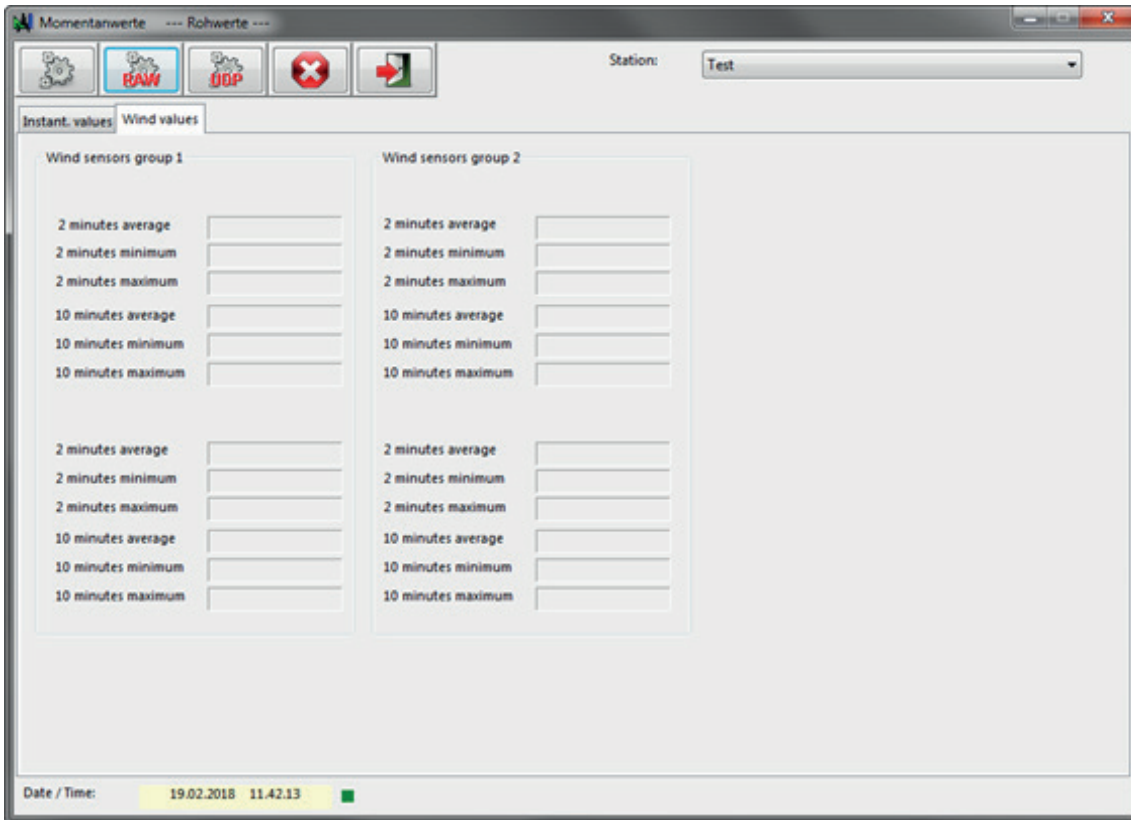 Momentanwerte --- Rohwerte ---
RAW UDP
Station: Test
Instant. values Wind values
Wind sensors group 1 Wind sensors group 2
2 minutes average 2 minutes average
2 minutes minimum 2 minutes minimum
2 minutes maximum 2 minutes maximum
10 minutes average 10 minutes average
10 minutes minimum 10 minutes minimum
10 minutes maximum 10 minutes maximum
2 minutes average 2 minutes average
2 minutes minimum 2 minutes minimum
2 minutes maximum 2 minutes maximum
10 minutes average 10 minutes average
10 minutes minimum 10 minutes minimum
10 minutes maximum 10 minutes maximum
Date / Time: 19.02.2018 11.42.13